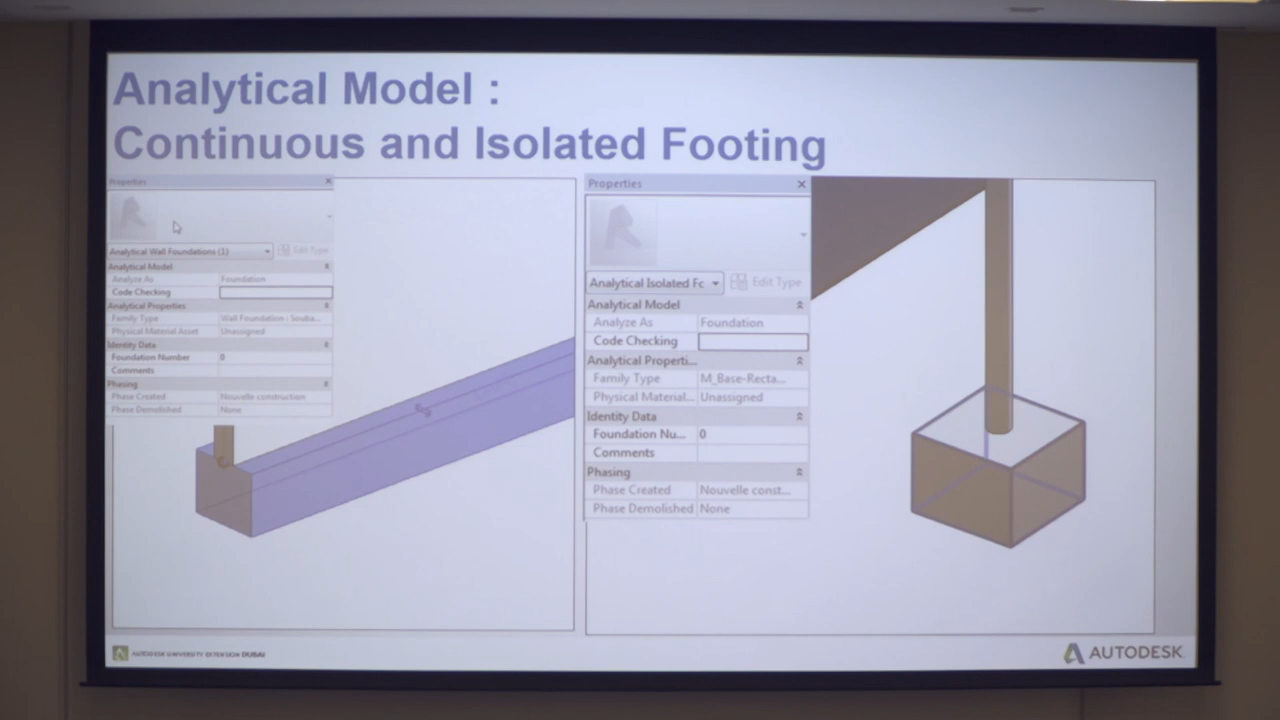 Analytical Model :
Continuous and Isolated Footing
Properties
Analytical Wall Foundations (1)
Edit Type
Analytical Model
Analyze As Foundation
Code Checking
Analytical Properties
Family Type Wall Foundation :
Physical Material Asset Unassigned
Identity Data
Foundation Number 0
Comments
Phasing
Phase Created Nouvelle construction
Phase Demolished None
Properties
Analytical Isolated Fc
Edit Type
Analytical Model
Analyze As Foundation
Code Checking
Analytical Properti...
Family Type M_Base-Recta...
Physical Material... Unassigned
Identity Data
Foundation Nu... 0
Comments
Phasing
Phase Created Nouvelle const...
Phase Demolished None
AUTODESK UNIVERSITY EXTENSION DUBAI
AUTODESK.